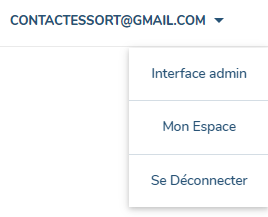 CONTACTESSORT@GMAIL.COM
Interface admin
Mon Espace
Se Déconnecter